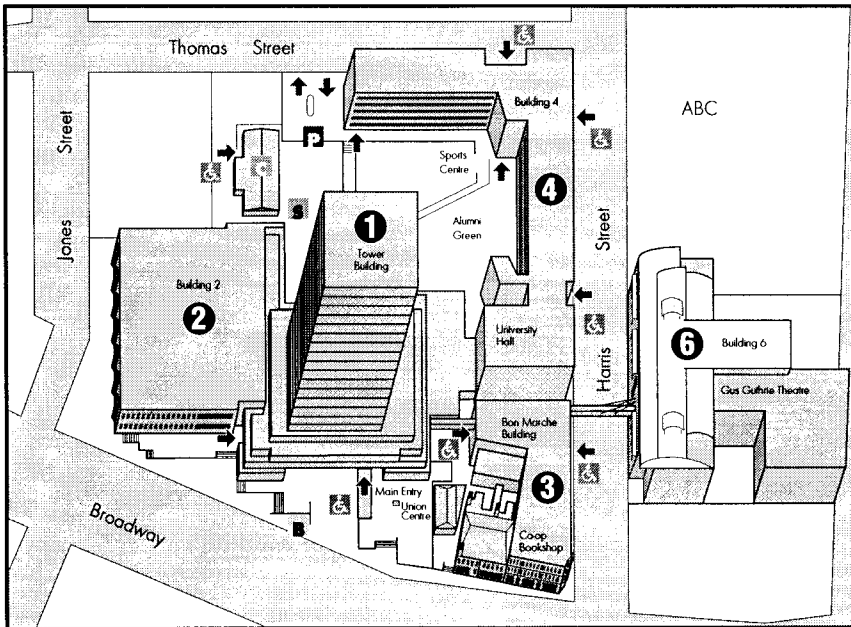 Thomas Street
Building 4
ABC
P
Sports
Centre
4
C
S
Jones Street
1
Tower
Building
Alumni
Green
Harris Street
Building 2
2
University
Hall
6
Building 6
Gus Guthrie Theatre
Bon Marche
Building
3
Main Entry
Union
Centre
B
Co-op
Bookshop
Broadway